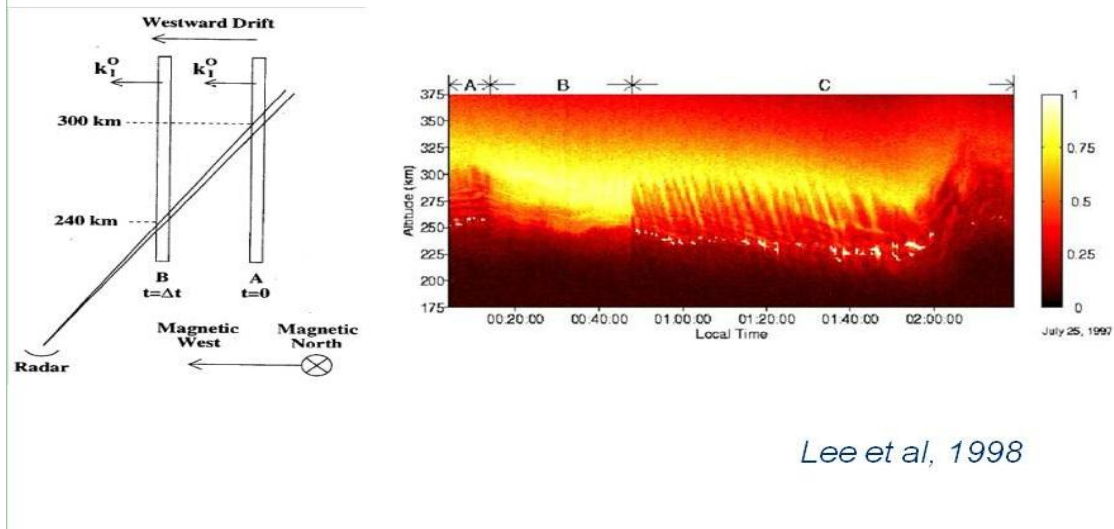 Westward Drift
k₁ᴼ k₁ᴼ
300 km
240 km
B A
t=Δt t=0
Magnetic West
Magnetic North
Radar
A B C
375
350
325
300
275
250
225
200
175
Altitude (km)
00:20:00 00:40:00 01:00:00 01:20:00 01:40:00 02:00:00
Local Time
1
0.75
0.5
0.25
0
July 25, 1997
Lee et al, 1998